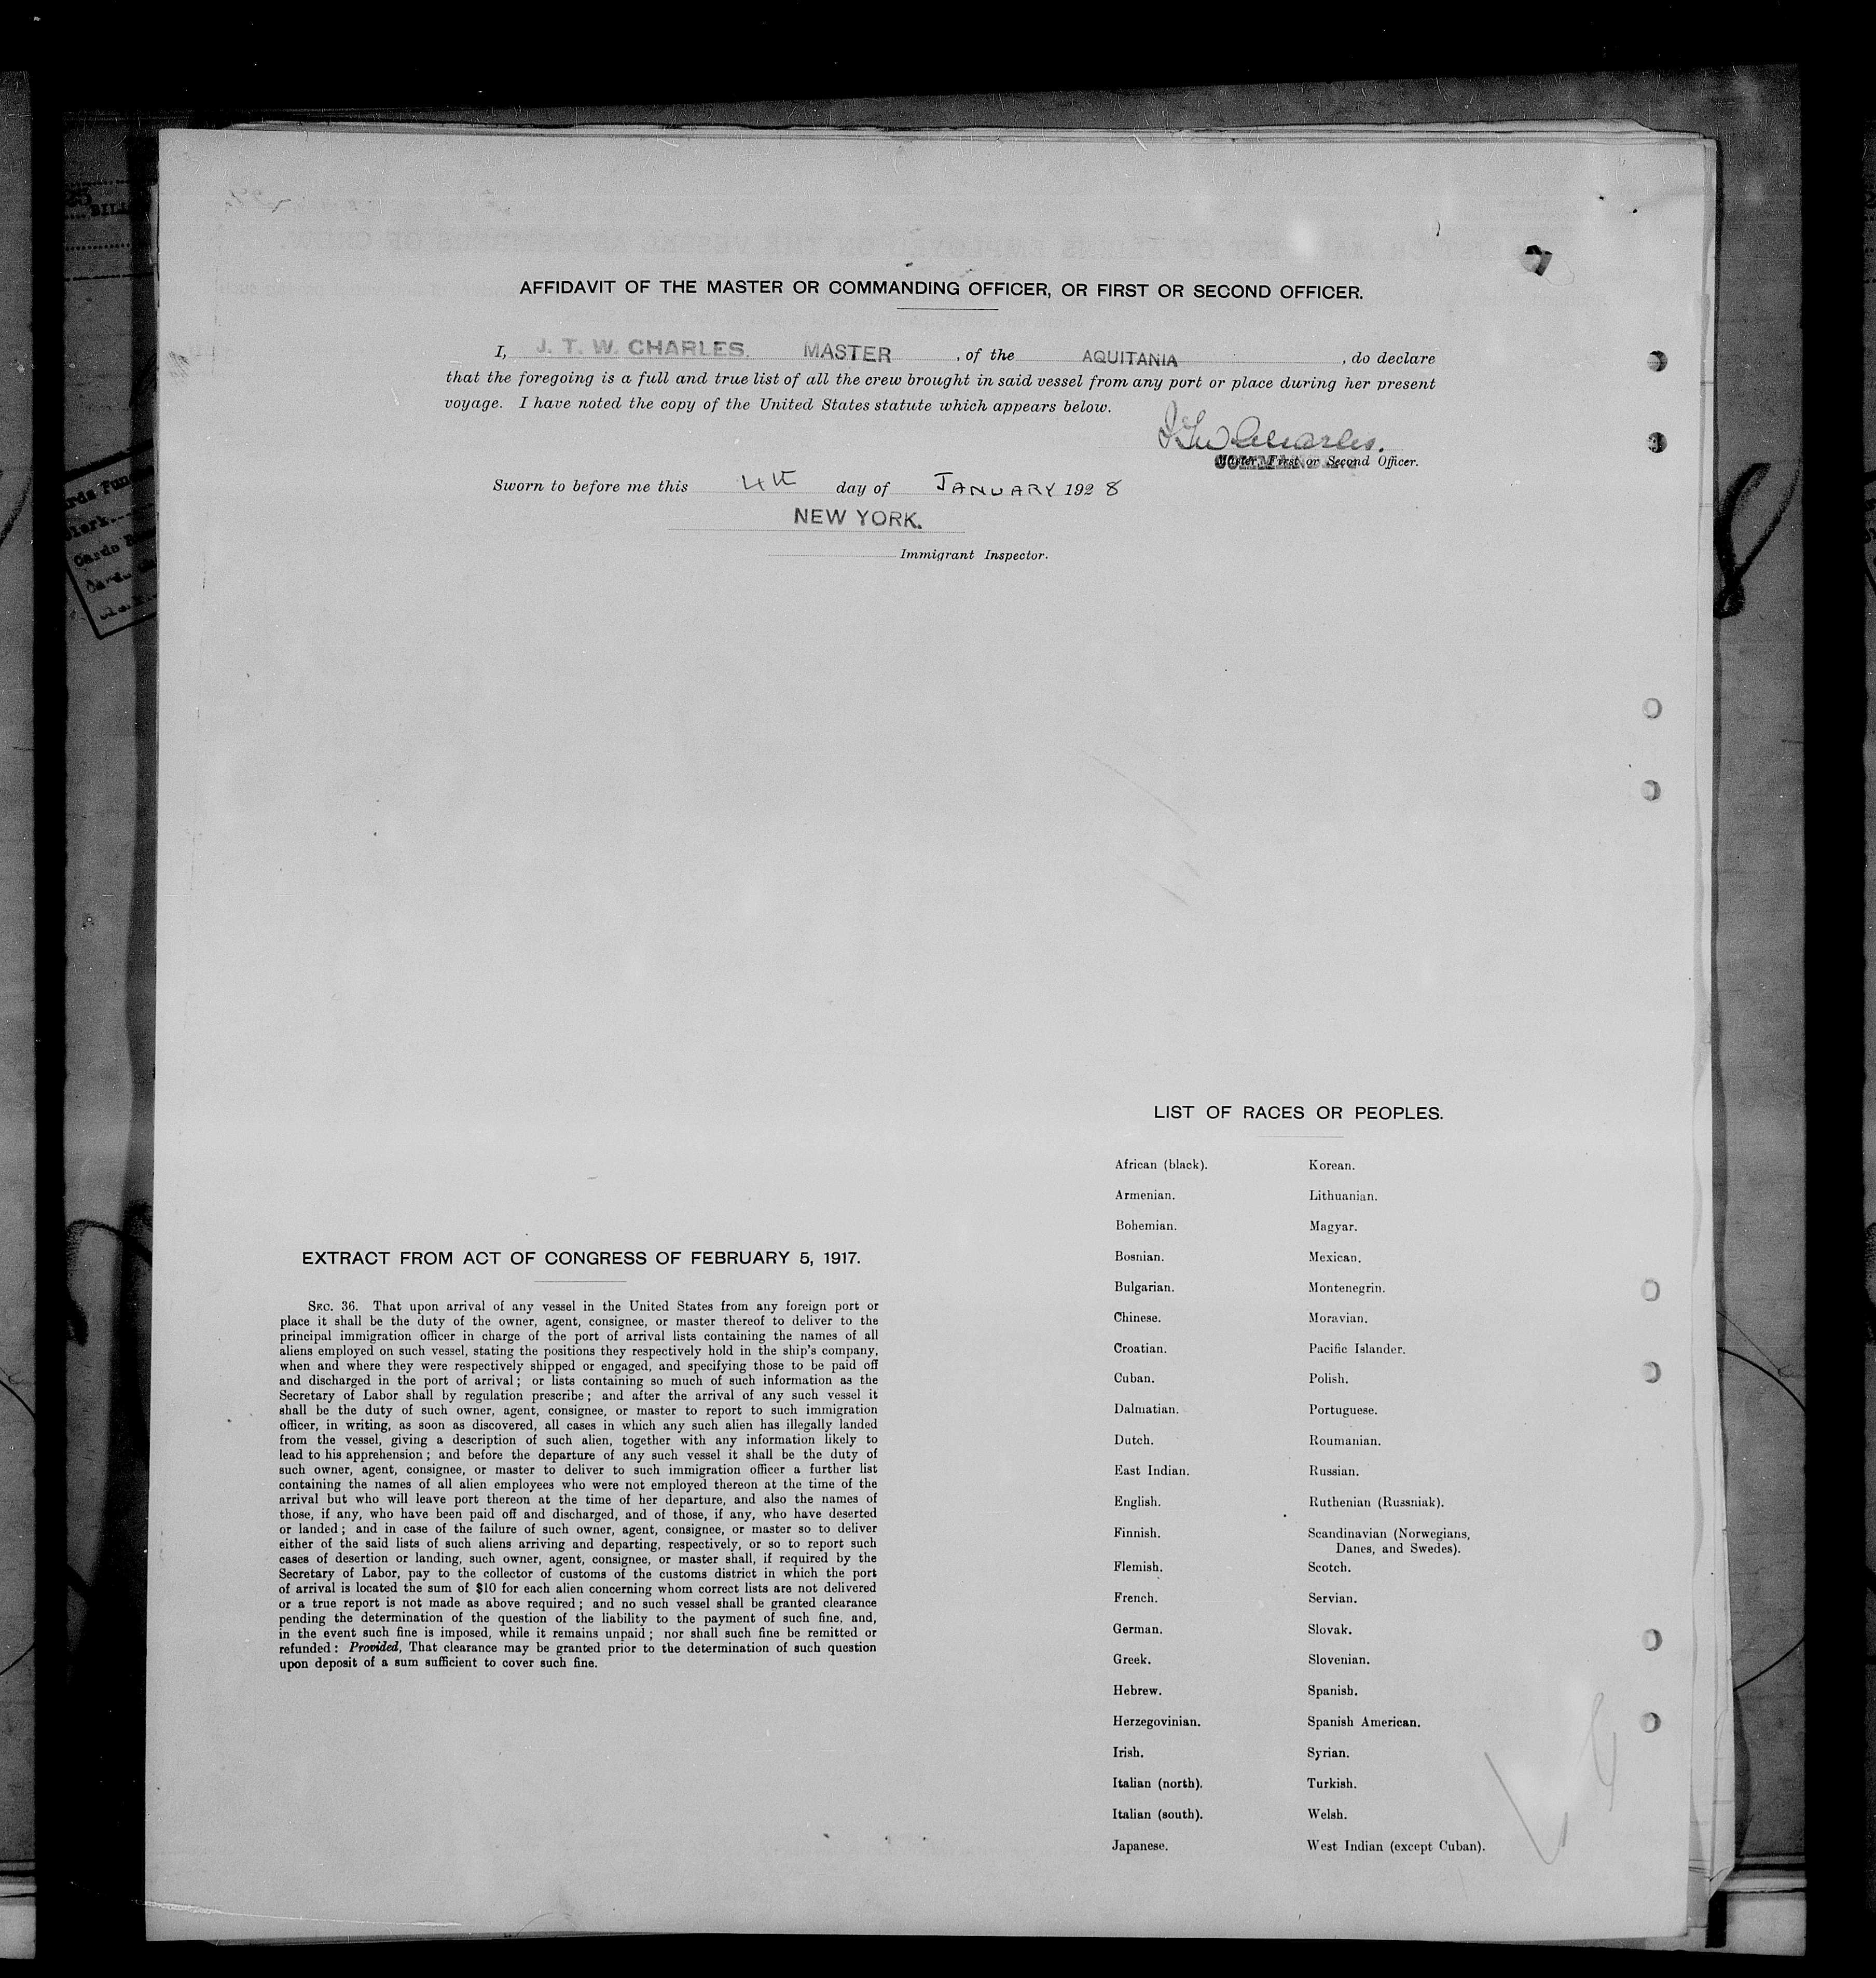 AFFIDAVIT OF THE MASTER OR COMMANDING OFFICER, OR FIRST OR SECOND OFFICER.
I, J. T. W. CHARLES. MASTER , of the AQUITANIA , do declare
that the foregoing is a full and true list of all the crew brought in said vessel from any port or place during her present
voyage. I have noted the copy of the United States statute which appears below.
J.T.W. Charles.
Master, First or Second Officer.
Sworn to before me this 4th day of JANUARY 1928
NEW YORK.
Immigrant Inspector.
EXTRACT FROM ACT OF CONGRESS OF FEBRUARY 5, 1917.
SEC. 36. That upon arrival of any vessel in the United States from any foreign port or
place it shall be the duty of the owner, agent, consignee, or master thereof to deliver to the
principal immigration officer in charge of the port of arrival lists containing the names of all
aliens employed on such vessel, stating the positions they respectively hold in the ship's company,
when and where they were respectively shipped or engaged, and specifying those to be paid off
and discharged in the port of arrival; or lists containing so much of such information as the
Secretary of Labor shall by regulation prescribe; and after the arrival of any such vessel it
shall be the duty of such owner, agent, consignee, or master to report to such immigration
officer, in writing, as soon as discovered, all cases in which any such alien has illegally landed
from the vessel, giving a description of such alien, together with any information likely to
lead to his apprehension; and before the departure of any such vessel it shall be the duty of
such owner, agent, consignee, or master to deliver to such immigration officer a further list
containing the names of all alien employees who were not employed thereon at the time of the
arrival but who will leave port thereon at the time of her departure, and also the names of
those, if any, who have been paid off and discharged, and of those, if any, who have deserted
or landed; and in case of the failure of such owner, agent, consignee, or master so to deliver
either of the said lists of such aliens arriving and departing, respectively, or so to report such
cases of desertion or landing, such owner, agent, consignee, or master shall, if required by the
Secretary of Labor, pay to the collector of customs of the customs district in which the port
of arrival is located the sum of $10 for each alien concerning whom correct lists are not delivered
or a true report is not made as above required; and no such vessel shall be granted clearance
pending the determination of the question of the liability to the payment of such fine, and,
in the event such fine is imposed, while it remains unpaid; nor shall such fine be remitted or
refunded: Provided, That clearance may be granted prior to the determination of such question
upon deposit of a sum sufficient to cover such fine.
LIST OF RACES OR PEOPLES.
African (black).
Armenian.
Bohemian.
Bosnian.
Bulgarian.
Chinese.
Croatian.
Cuban.
Dalmatian.
Dutch.
East Indian.
English.
Finnish.
Flemish.
French.
German.
Greek.
Hebrew.
Herzegovinian.
Irish.
Italian (north).
Italian (south).
Japanese.
Korean.
Lithuanian.
Magyar.
Mexican.
Montenegrin.
Moravian.
Pacific Islander.
Polish.
Portuguese.
Roumanian.
Russian.
Ruthenian (Russniak).
Scandinavian (Norwegians,
Danes, and Swedes).
Scotch.
Servian.
Slovak.
Slovenian.
Spanish.
Spanish American.
Syrian.
Turkish.
Welsh.
West Indian (except Cuban).